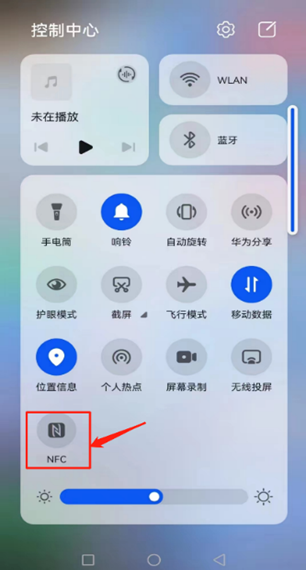 控制中心
WLAN
未在播放
蓝牙
手电筒
响铃
自动旋转
华为分享
护眼模式
截屏
飞行模式
移动数据
位置信息
个人热点
屏幕录制
无线投屏
NFC